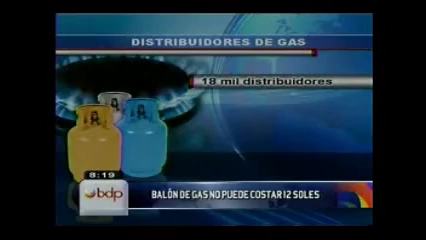 DISTRIBUIDORES DE GAS
18 mil distribuidores
8:19
bdp
BALÓN DE GAS NO PUEDE COSTAR 12 SOLES